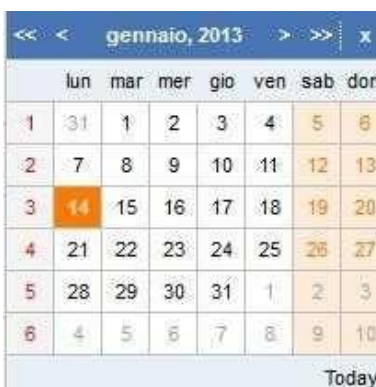 << < gennaio, 2013 > >> x
lun mar mer gio ven sab dom
1 31 1 2 3 4 5 6
2 7 8 9 10 11 12 13
3 14 15 16 17 18 19 20
4 21 22 23 24 25 26 27
5 28 29 30 31 1 2 3
6 4 5 6 7 8 9 10
Today